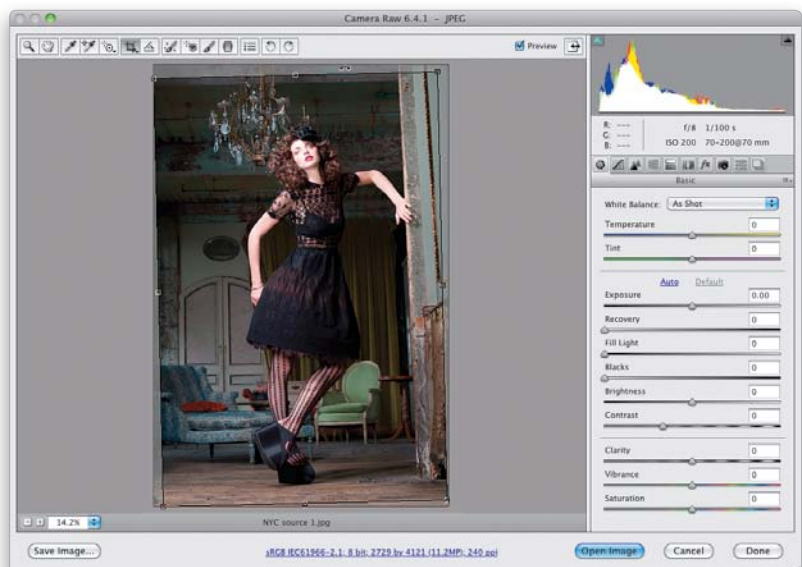 Camera Raw 6.4.1 – JPEG
Preview
R: ---
G: ---
B: ---
f/8 1/100 s
ISO 200 70-200@70 mm
fx
Basic
White Balance: As Shot
Temperature 0
Tint 0
Auto Default
Exposure 0.00
Recovery 0
Fill Light 0
Blacks 0
Brightness 0
Contrast 0
Clarity 0
Vibrance 0
Saturation 0
14.2%
NYC source 1.jpg
Save Image...
sRGB IEC61966-2.1; 8 bit; 2729 by 4121 (11.2MP); 240 ppi
Open Image
Cancel
Done